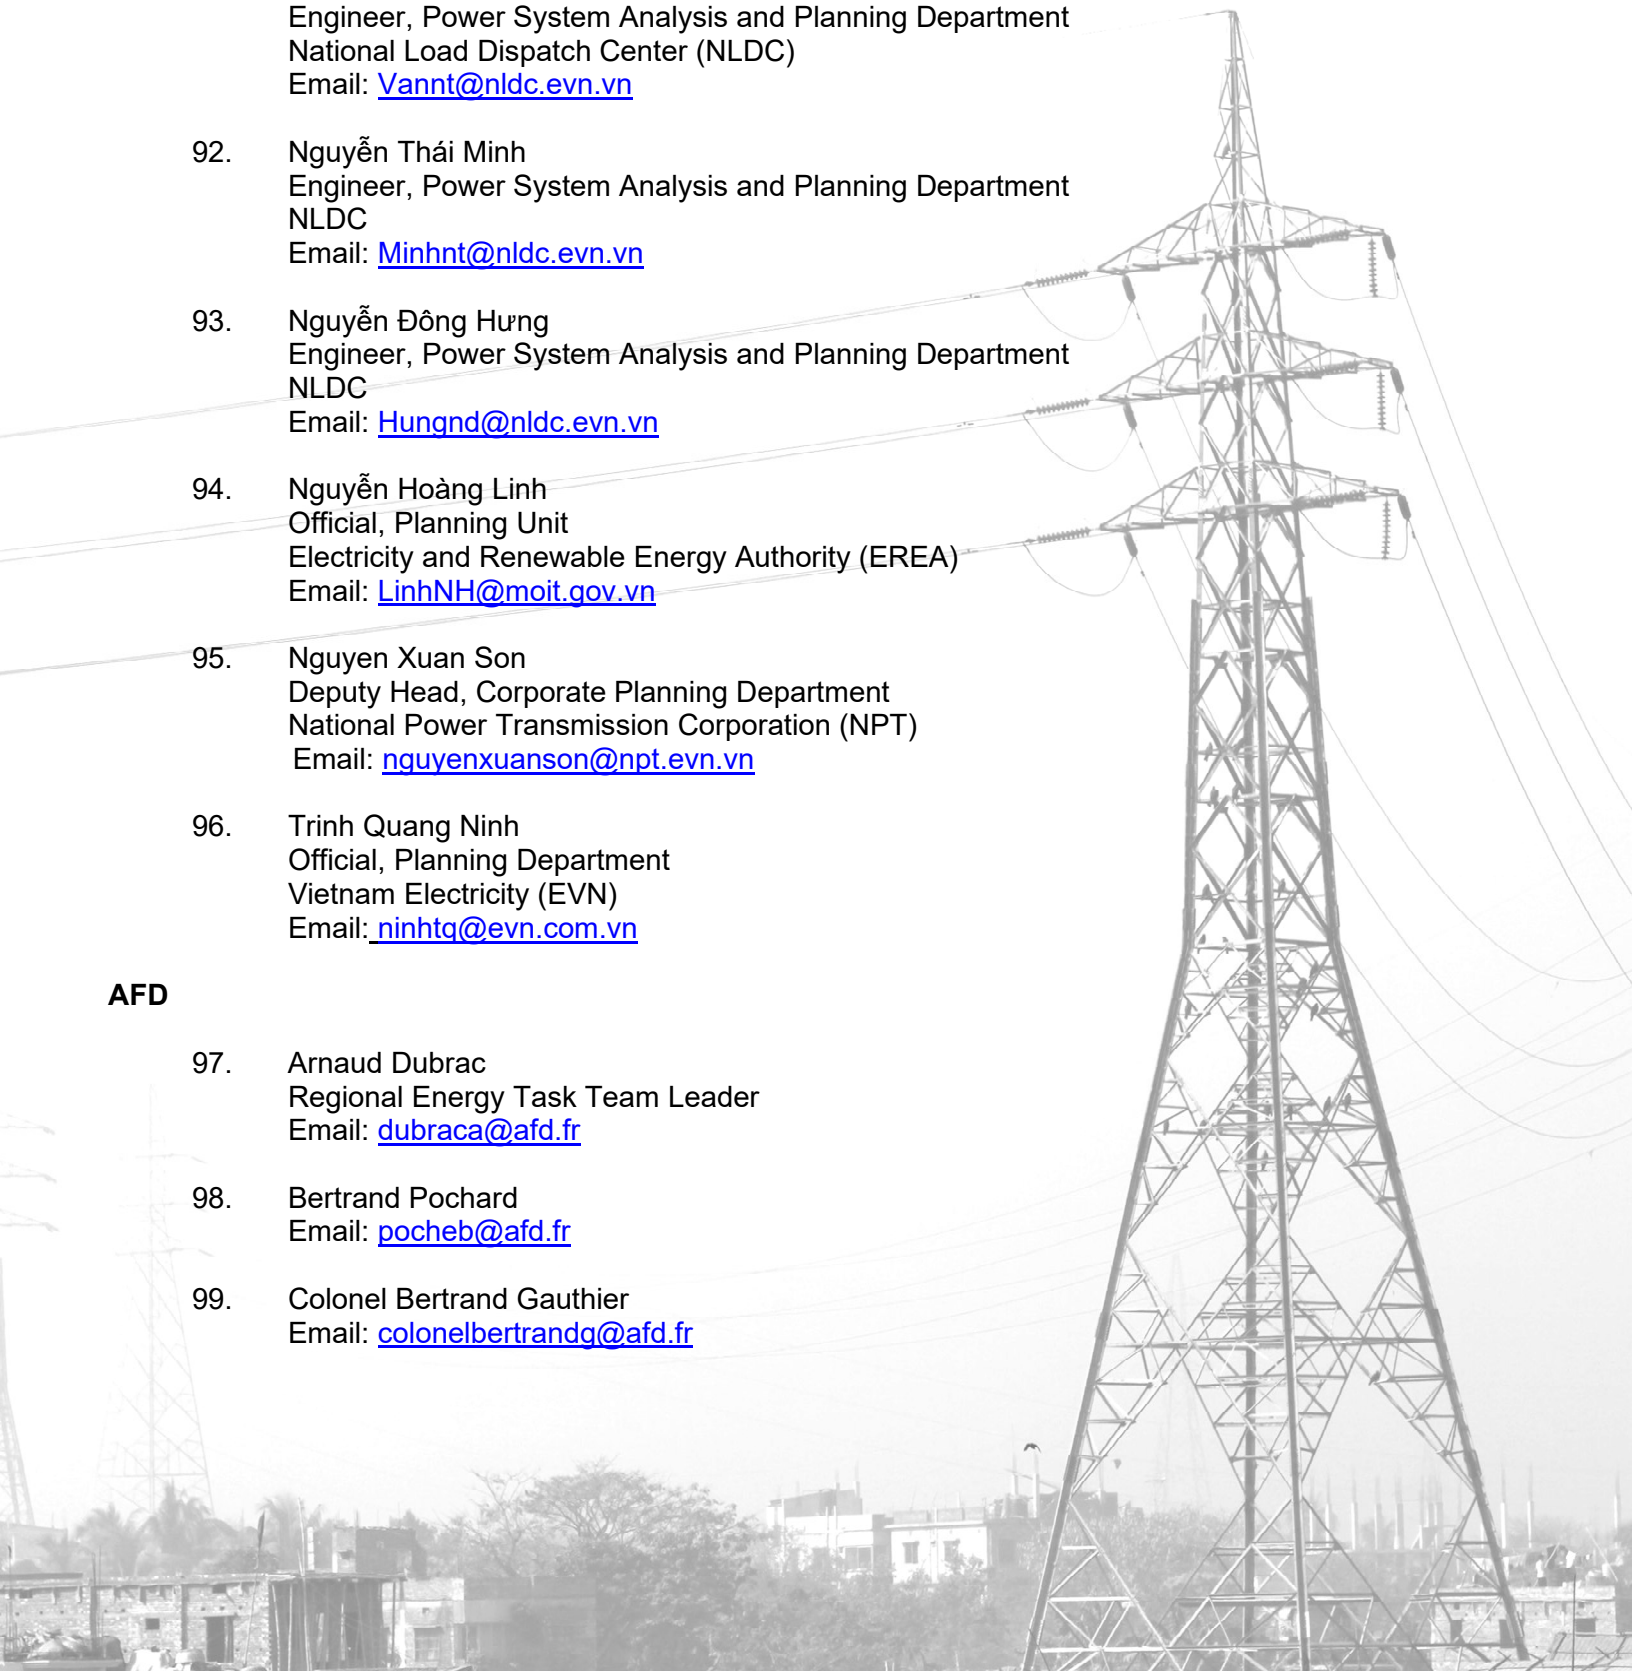 Engineer, Power System Analysis and Planning Department
National Load Dispatch Center (NLDC)
Email: Vannt@nldc.evn.vn
92. Nguyễn Thái Minh
Engineer, Power System Analysis and Planning Department
NLDC
Email: Minhnt@nldc.evn.vn
93. Nguyễn Đông Hưng
Engineer, Power System Analysis and Planning Department
NLDC
Email: Hungnd@nldc.evn.vn
94. Nguyễn Hoàng Linh
Official, Planning Unit
Electricity and Renewable Energy Authority (EREA)
Email: LinhNH@moit.gov.vn
95. Nguyen Xuan Son
Deputy Head, Corporate Planning Department
National Power Transmission Corporation (NPT)
Email: nguyenxuanson@npt.evn.vn
96. Trinh Quang Ninh
Official, Planning Department
Vietnam Electricity (EVN)
Email: ninhtq@evn.com.vn
AFD
97. Arnaud Dubrac
Regional Energy Task Team Leader
Email: dubraca@afd.fr
98. Bertrand Pochard
Email: pocheb@afd.fr
99. Colonel Bertrand Gauthier
Email: colonelbertrandg@afd.fr